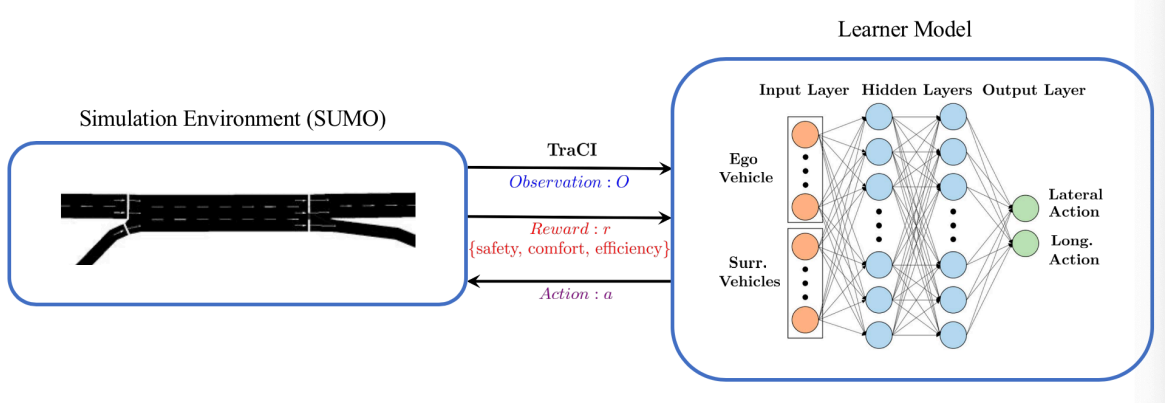 Learner Model
Simulation Environment (SUMO)
TraCI
Observation : O
Reward : r
{safety, comfort, efficiency}
Action : a
Input Layer Hidden Layers Output Layer
Ego
Vehicle
Surr.
Vehicles
Lateral
Action
Long.
Action